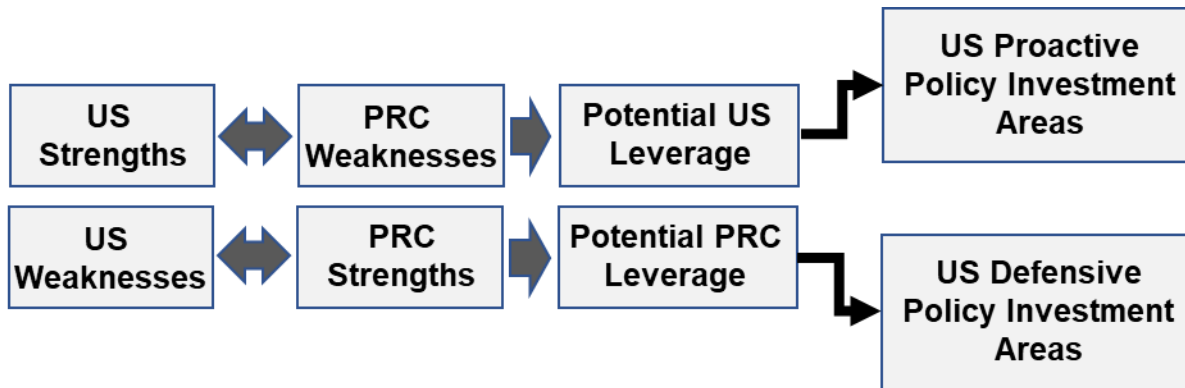 US
Strengths
PRC
Weaknesses
Potential US
Leverage
US Proactive
Policy Investment
Areas
US
Weaknesses
PRC
Strengths
Potential PRC
Leverage
US Defensive
Policy Investment
Areas